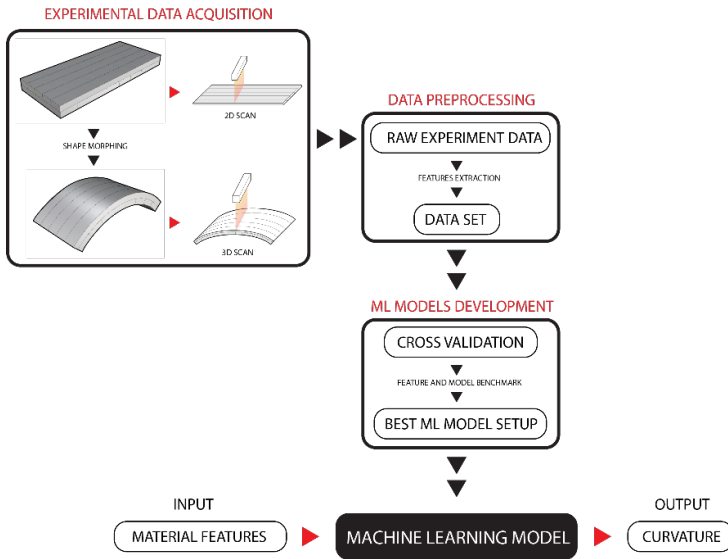 EXPERIMENTAL DATA ACQUISITION
2D SCAN
SHAPE MORPHING
3D SCAN
DATA PREPROCESSING
RAW EXPERIMENT DATA
FEATURES EXTRACTION
DATA SET
ML MODELS DEVELOPMENT
CROSS VALIDATION
FEATURE AND MODEL BENCHMARK
BEST ML MODEL SETUP
INPUT
MATERIAL FEATURES
MACHINE LEARNING MODEL
OUTPUT
CURVATURE